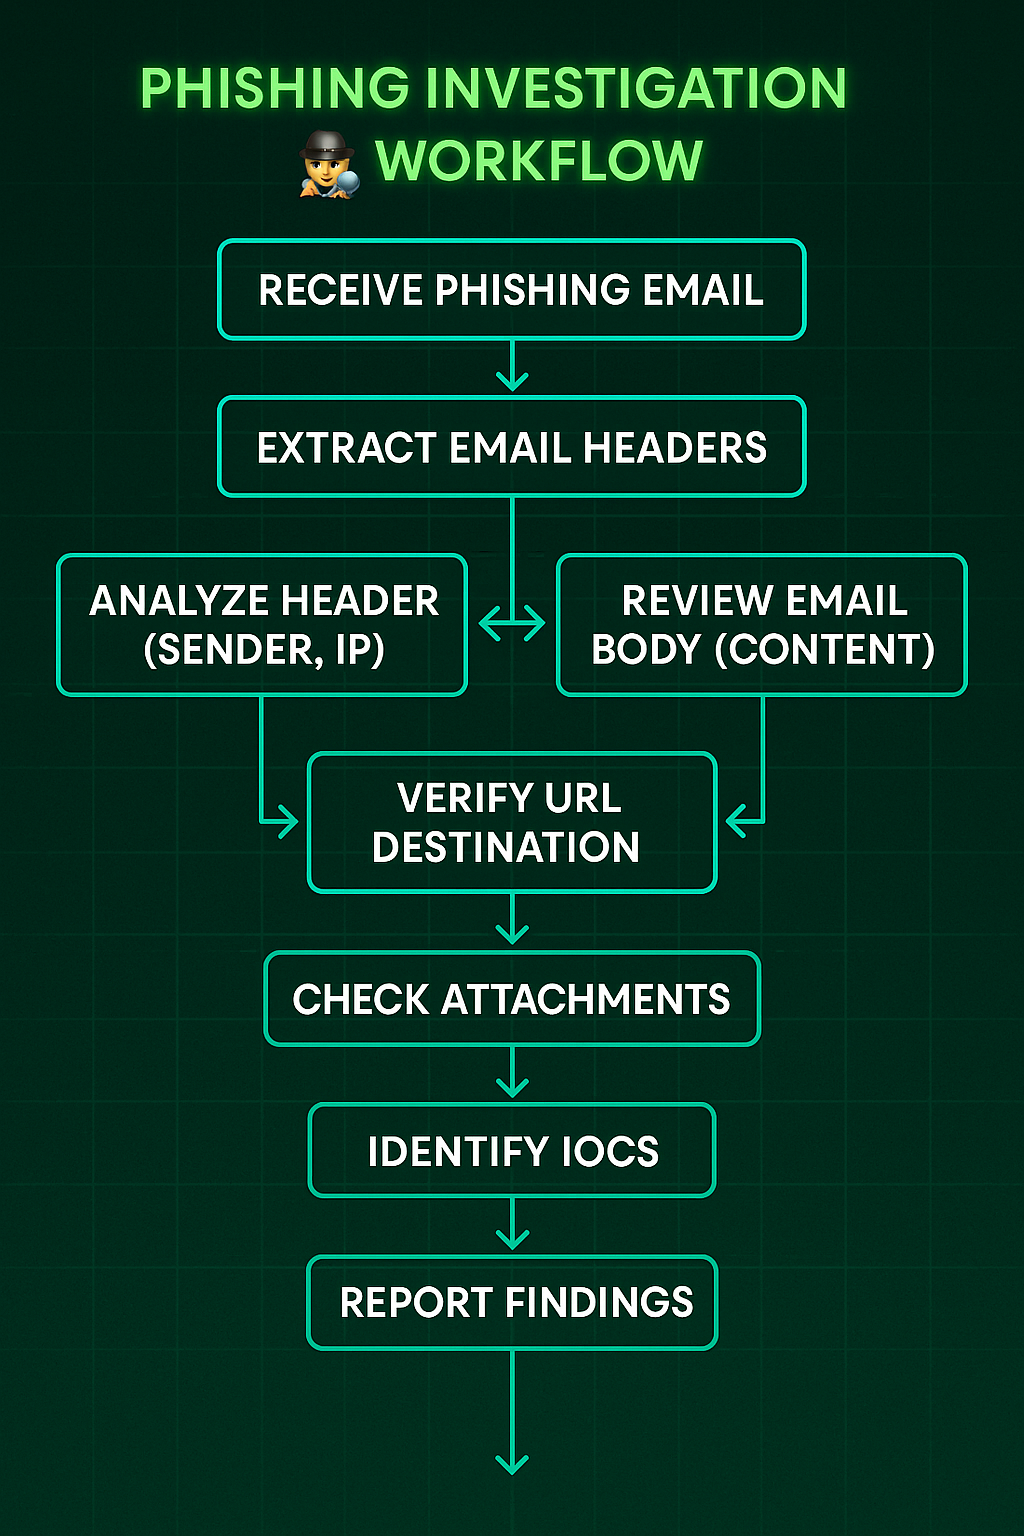 PHISHING INVESTIGATION
WORKFLOW
RECEIVE PHISHING EMAIL
EXTRACT EMAIL HEADERS
ANALYZE HEADER
(SENDER, IP)
REVIEW EMAIL
BODY (CONTENT)
VERIFY URL
DESTINATION
CHECK ATTACHMENTS
IDENTIFY IOCS
REPORT FINDINGS